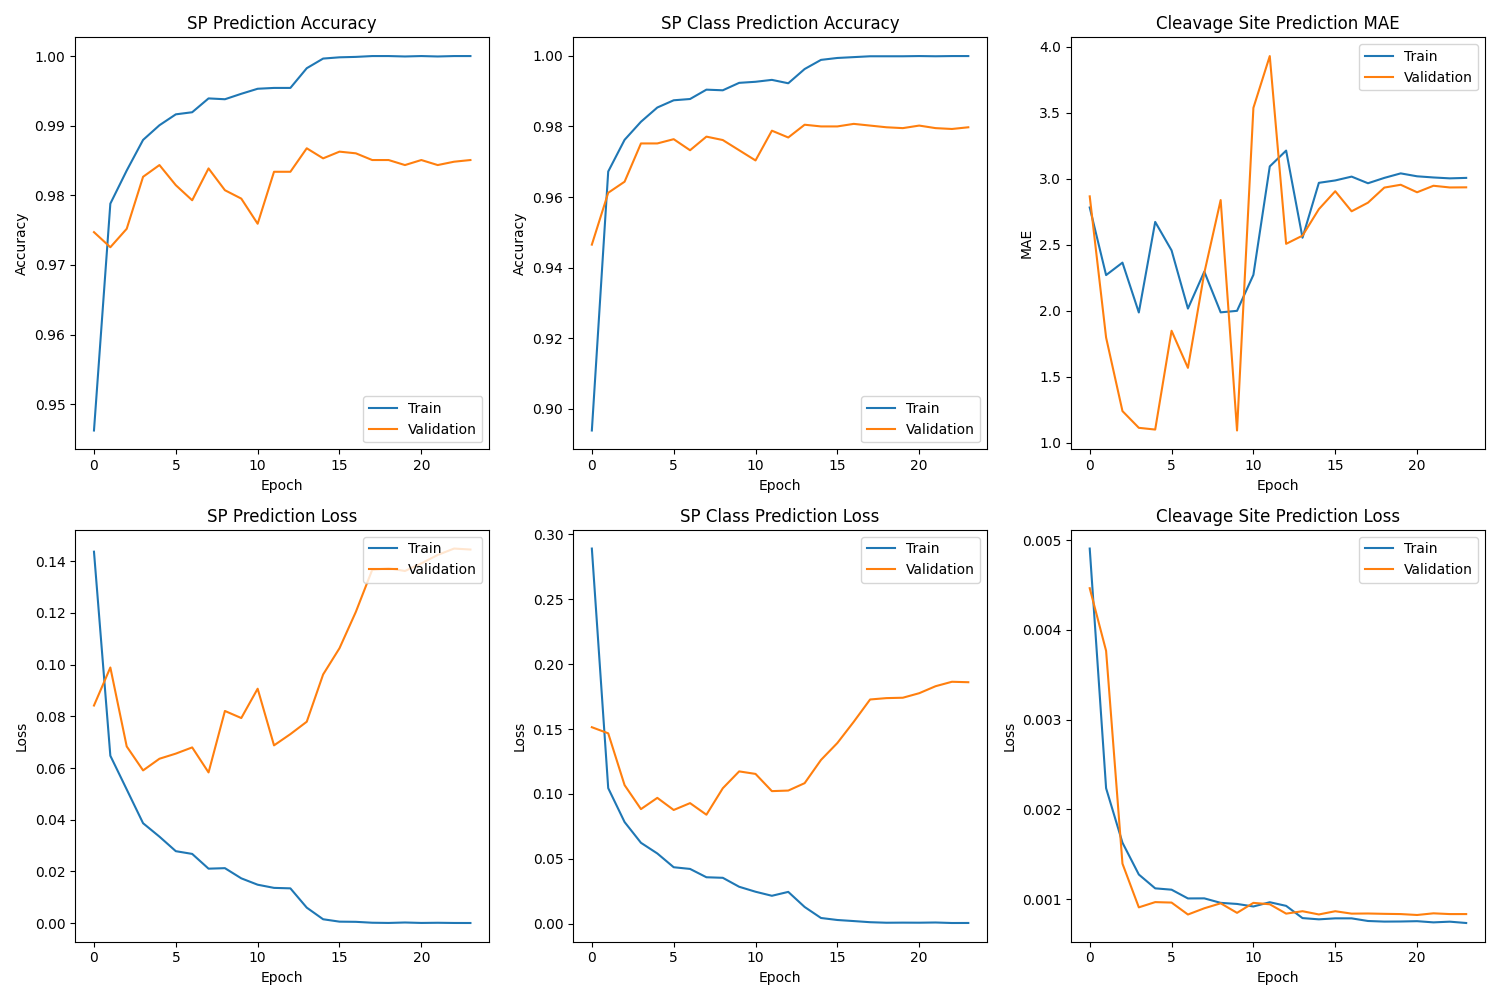 SP Prediction Accuracy
1.00
0.99
0.98
0.97
0.96
0.95
Accuracy
Train
Validation
0 5 10 15 20
Epoch
SP Class Prediction Accuracy
1.00
0.98
0.96
0.94
0.92
0.90
Accuracy
Train
Validation
0 5 10 15 20
Epoch
Cleavage Site Prediction MAE
4.0
3.5
3.0
2.5
2.0
1.5
1.0
MAE
Train
Validation
0 5 10 15 20
Epoch
SP Prediction Loss
0.14
0.12
0.10
0.08
0.06
0.04
0.02
0.00
Loss
Train
Validation
0 5 10 15 20
Epoch
SP Class Prediction Loss
0.30
0.25
0.20
0.15
0.10
0.05
0.00
Loss
Train
Validation
0 5 10 15 20
Epoch
Cleavage Site Prediction Loss
0.005
0.004
0.003
0.002
0.001
Loss
Train
Validation
0 5 10 15 20
Epoch